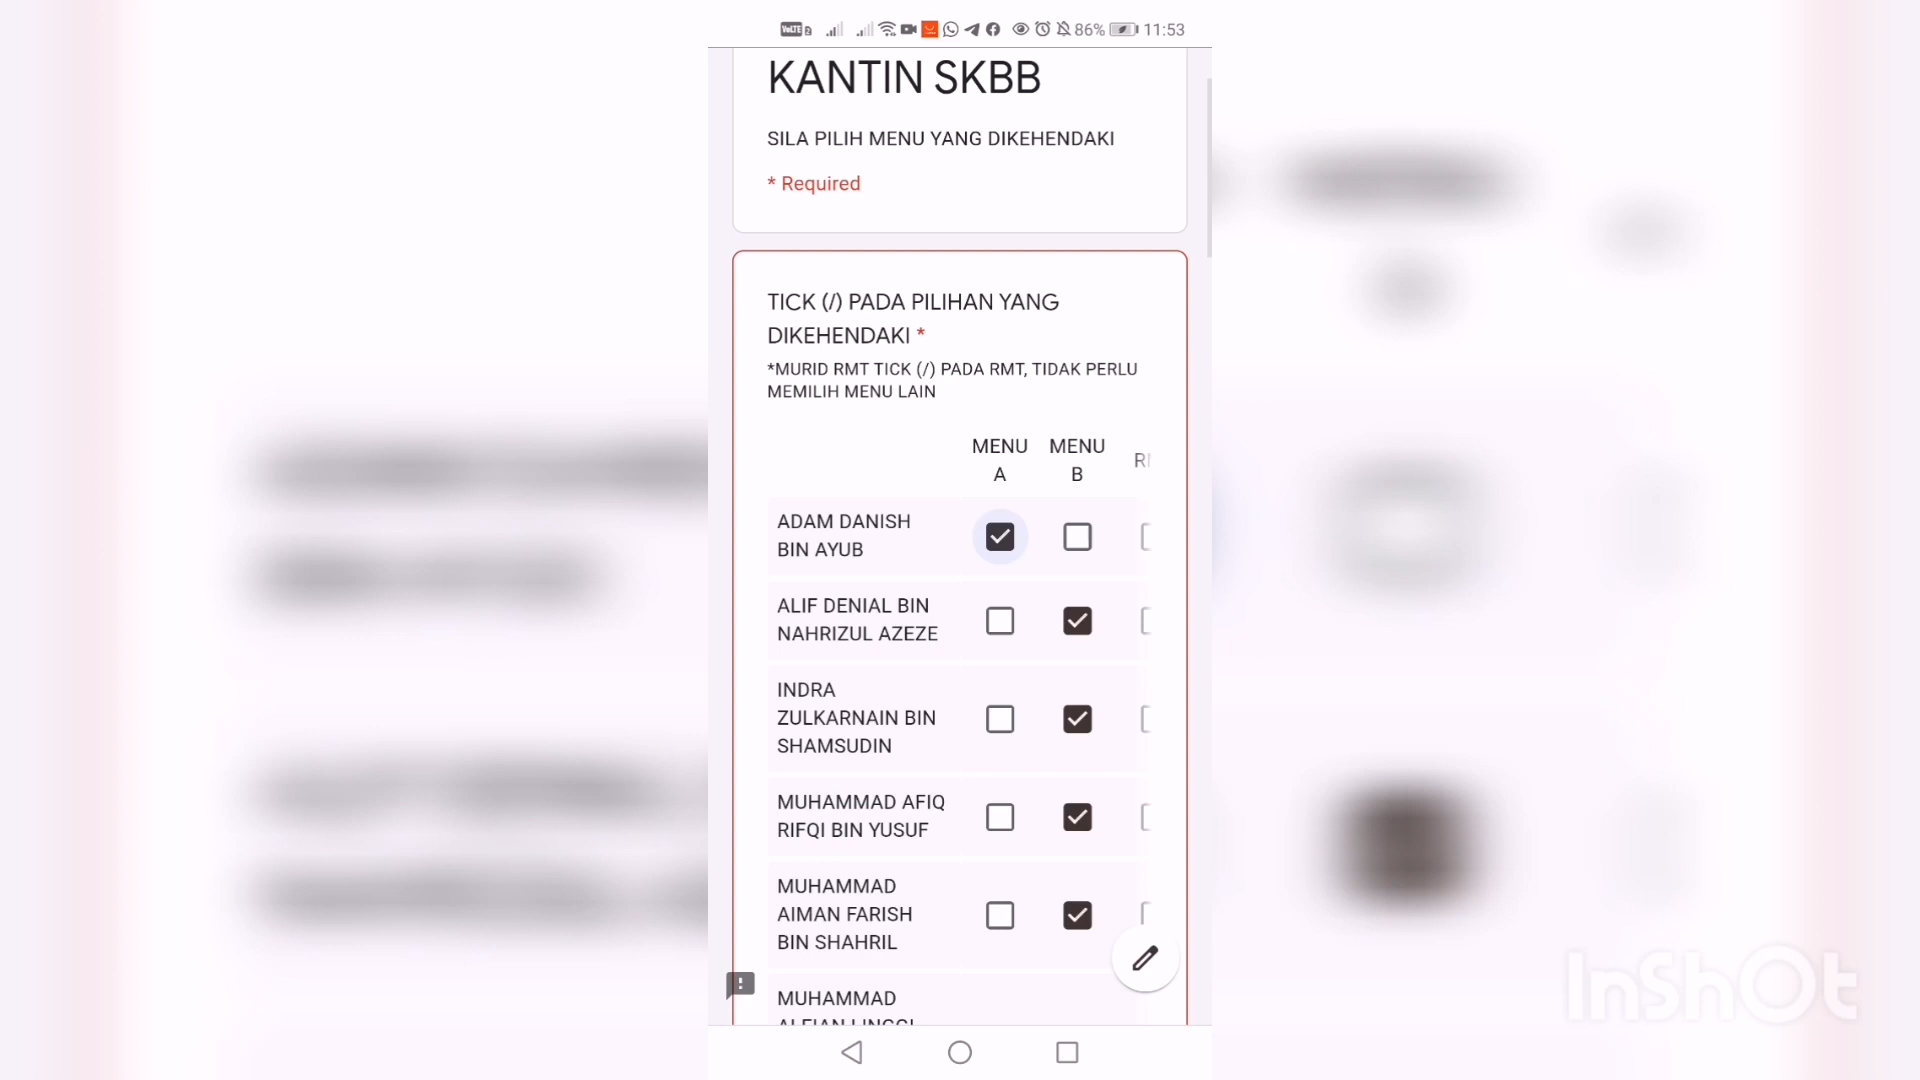 VoLTE 2 86% 11:53
KANTIN SKBB
SILA PILIH MENU YANG DIKEHENDAKI
* Required
TICK (/) PADA PILIHAN YANG
DIKEHENDAKI *
*MURID RMT TICK (/) PADA RMT, TIDAK PERLU
MEMILIH MENU LAIN
MENU A MENU B
ADAM DANISH
BIN AYUB
ALIF DENIAL BIN
NAHRIZUL AZEZE
INDRA
ZULKARNAIN BIN
SHAMSUDIN
MUHAMMAD AFIQ
RIFQI BIN YUSUF
MUHAMMAD
AIMAN FARISH
BIN SHAHRIL
MUHAMMAD
InShOt